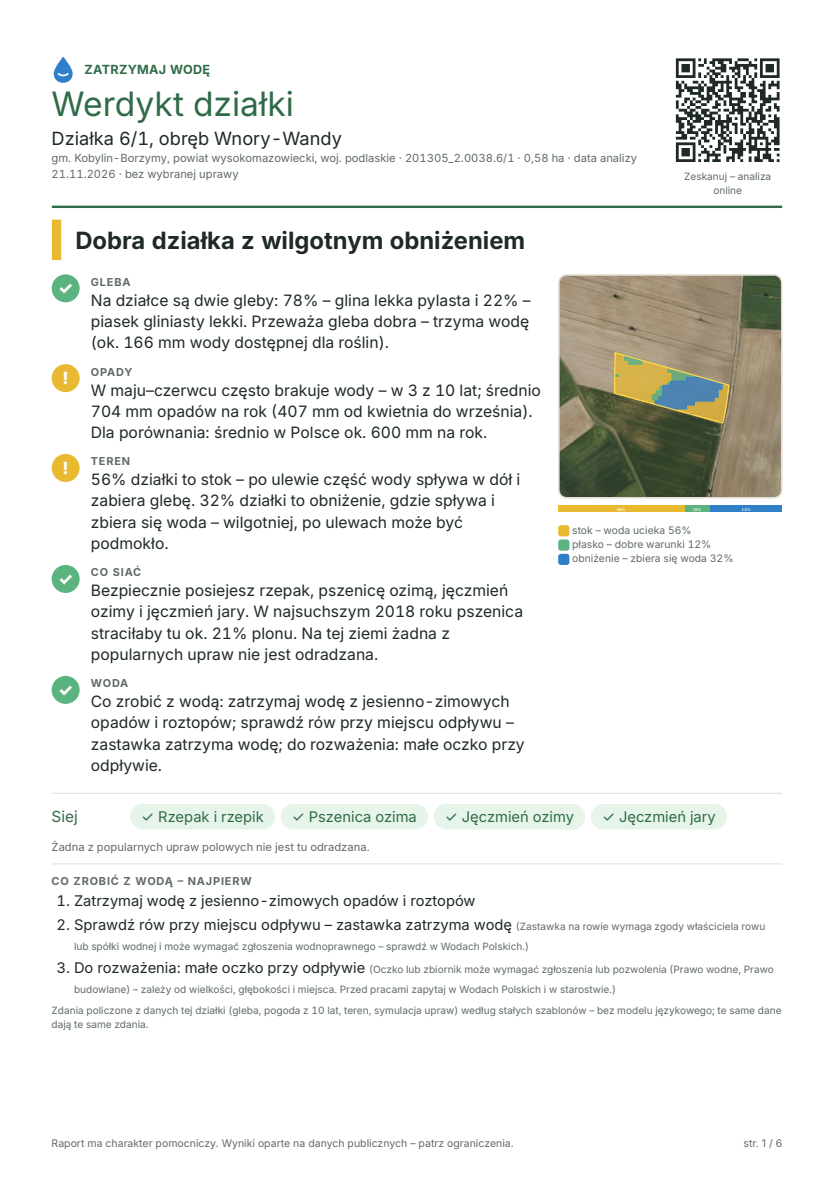 ZATRZYMAJ WODĘ
Werdykt działki
Działka 6/1, obręb Wnory-Wandy
gm. Kobylin-Borzymy, powiat wysokomazowiecki, woj. podlaskie · 201305_2.0038.6/1 · 0,58 ha · data analizy
21.11.2026 · bez wybranej uprawy
Zeskanuj – analiza
online
Dobra działka z wilgotnym obniżeniem
GLEBA
Na działce są dwie gleby: 78% – glina lekka pylasta i 22% –
piasek gliniasty lekki. Przeważa gleba dobra – trzyma wodę
(ok. 166 mm wody dostępnej dla roślin).
OPADY
W maju–czerwcu często brakuje wody – w 3 z 10 lat; średnio
704 mm opadów na rok (407 mm od kwietnia do września).
Dla porównania: średnio w Polsce ok. 600 mm na rok.
TEREN
56% działki to stok – po ulewie część wody spływa w dół i
zabiera glebę. 32% działki to obniżenie, gdzie spływa i
zbiera się woda – wilgotniej, po ulewach może być
podmokło.
CO SIAĆ
Bezpiecznie posiejesz rzepak, pszenicę ozimą, jęczmień
ozimy i jęczmień jary. W najsuchszym 2018 roku pszenica
straciłaby tu ok. 21% plonu. Na tej ziemi żadna z
popularnych upraw nie jest odradzana.
WODA
Co zrobić z wodą: zatrzymaj wodę z jesienno-zimowych
opadów i roztopów; sprawdź rów przy miejscu odpływu –
zastawka zatrzyma wodę; do rozważenia: małe oczko przy
odpływie.
stok – woda ucieka 56%
płasko – dobre warunki 12%
obniżenie – zbiera się woda 32%
Siej
✓ Rzepak i rzepik
✓ Pszenica ozima
✓ Jęczmień ozimy
✓ Jęczmień jary
Żadna z popularnych upraw polowych nie jest tu odradzana.
CO ZROBIĆ Z WODĄ – NAJPIERW
1. Zatrzymaj wodę z jesienno-zimowych opadów i roztopów
2. Sprawdź rów przy miejscu odpływu – zastawka zatrzyma wodę (Zastawka na rowie wymaga zgody właściciela rowu
lub spółki wodnej i może wymagać zgłoszenia wodnoprawnego – sprawdź w Wodach Polskich.)
3. Do rozważenia: małe oczko przy odpływie (Oczko lub zbiornik może wymagać zgłoszenia lub pozwolenia (Prawo wodne, Prawo
budowlane) – zależy od wielkości, głębokości i miejsca. Przed pracami zapytaj w Wodach Polskich i w starostwie.)
Zdania policzone z danych tej działki (gleba, pogoda z 10 lat, teren, symulacja upraw) według stałych szablonów – bez modelu językowego; te same dane
dają te same zdania.
Raport ma charakter pomocniczy. Wyniki oparte na danych publicznych – patrz ograniczenia.
str. 1 / 6